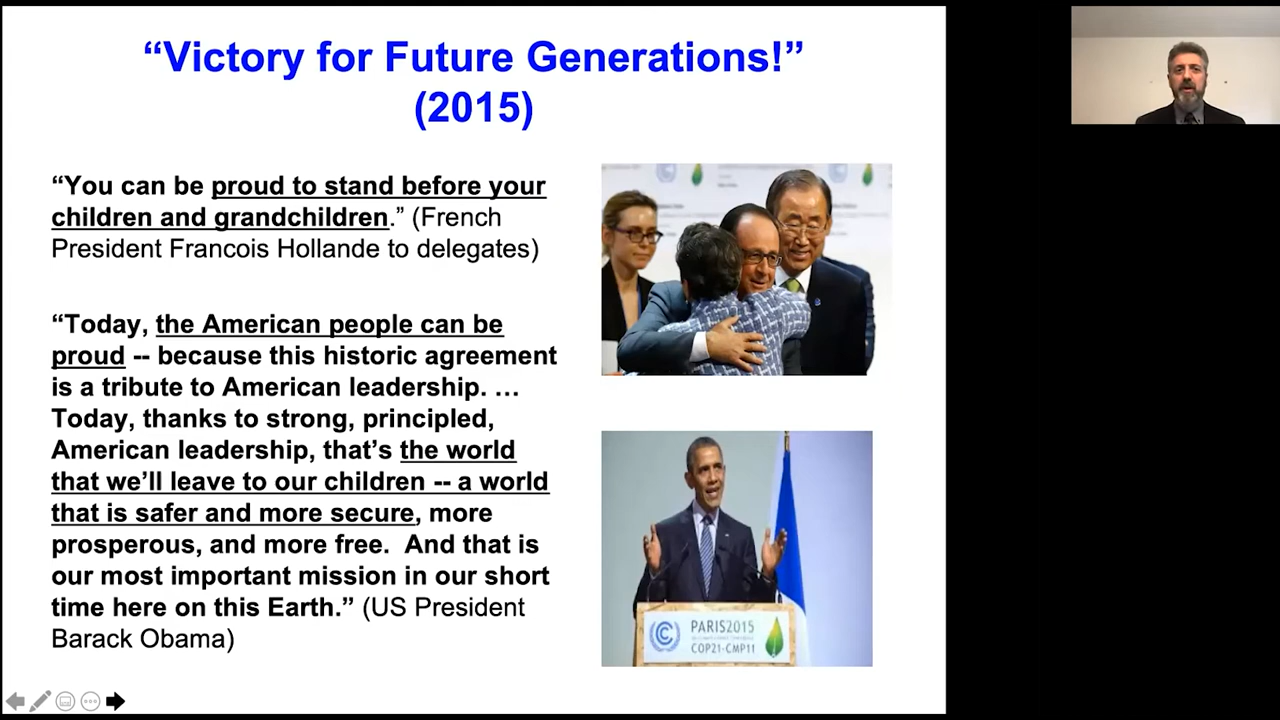 “Victory for Future Generations!”
(2015)
“You can be proud to stand before your
children and grandchildren.” (French
President Francois Hollande to delegates)
“Today, the American people can be
proud -- because this historic agreement
is a tribute to American leadership. …
Today, thanks to strong, principled,
American leadership, that’s the world
that we’ll leave to our children -- a world
that is safer and more secure, more
prosperous, and more free.  And that is
our most important mission in our short
time here on this Earth.” (US President
Barack Obama)
PARIS2015
COP21-CMP11